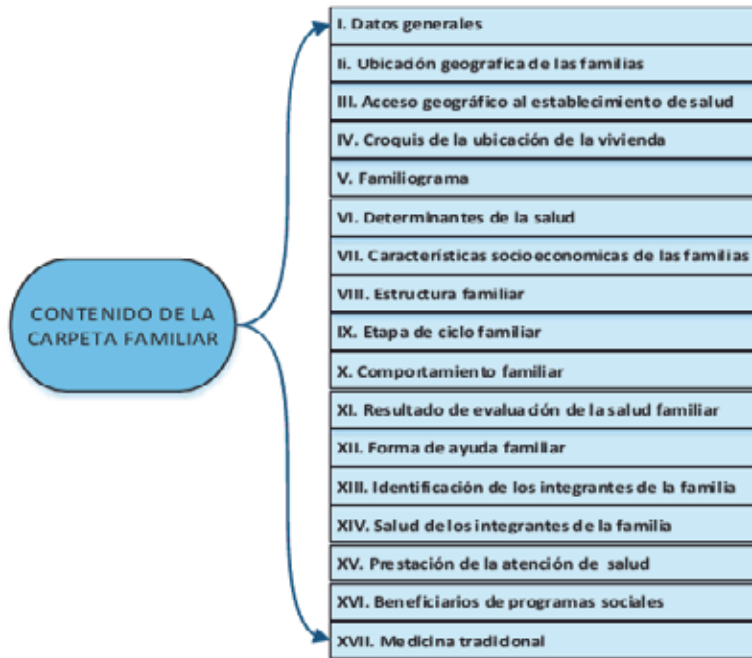 I. Datos generales
Ii. Ubicación geografica de las familias
III. Acceso geográfico al establecimiento de salud
IV. Croquis de la ubicación de la vivienda
V. Familiograma
VI. Determinantes de la salud
VII. Características socioeconomicas de las familias
VIII. Estructura familiar
IX. Etapa de ciclo familiar
X. Comportamiento familiar
XI. Resultado de evaluación de la salud familiar
XII. Forma de ayuda familiar
XIII. Identificación de los integrantes de la familia
XIV. Salud de los integrantes de la familia
XV. Prestación de la atención de salud
XVI. Beneficiarios de programas sociales
XVII. Medicina tradicional
CONTENIDO DE LA
CARPETA FAMILIAR